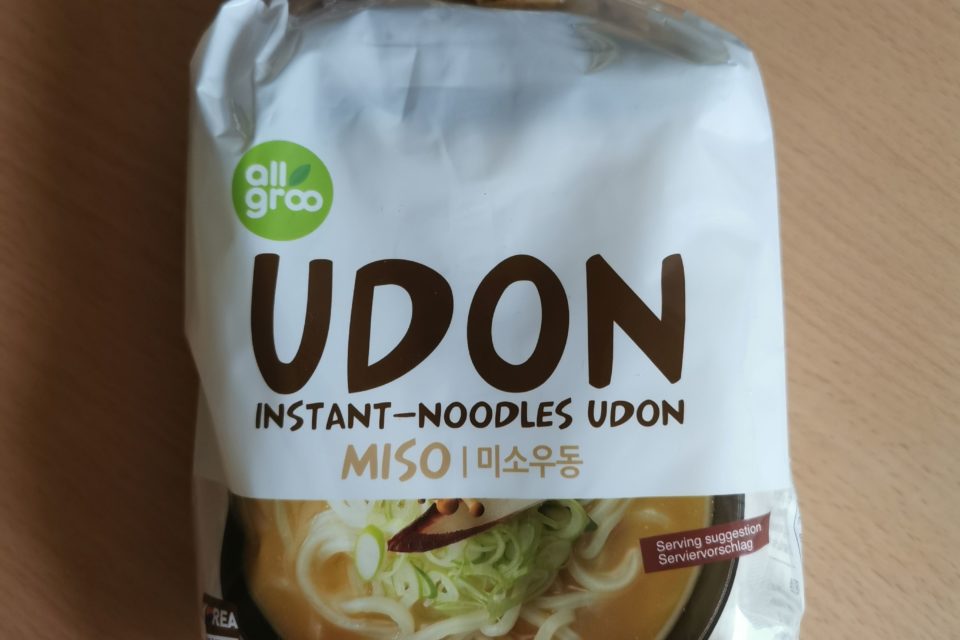 all
groo
UDON
INSTANT-NOODLES UDON
MISO | 미소우동
Serving suggestion
Serviervorschlag